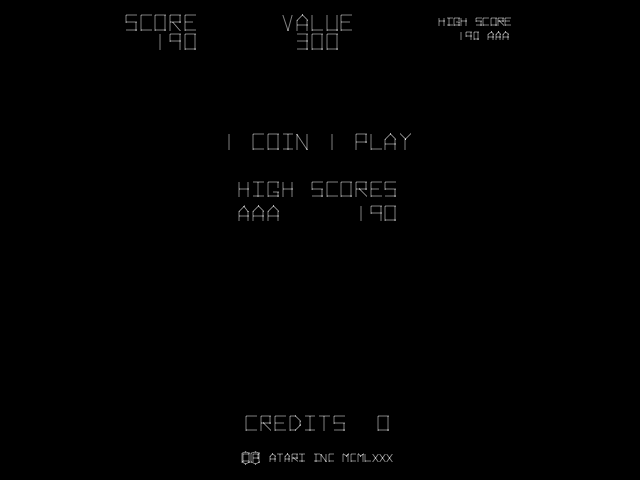 SCORE VALUE HIGH SCORE
190 300 190 AAA
1 COIN 1 PLAY
HIGH SCORES
AAA 190
CREDITS 0
ATARI INC MCMLXXX